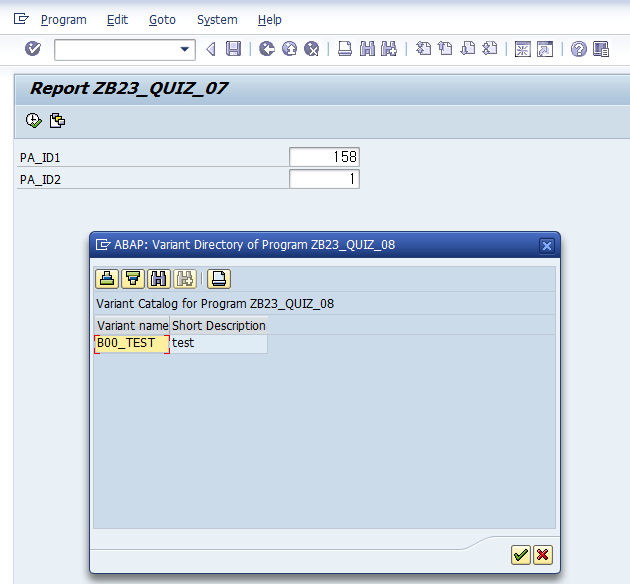 Program Edit Goto System Help
Report ZB23_QUIZ_07
PA_ID1 158
PA_ID2 1
ABAP: Variant Directory of Program ZB23_QUIZ_08
Variant Catalog for Program ZB23_QUIZ_08
Variant name Short Description
B00_TEST test